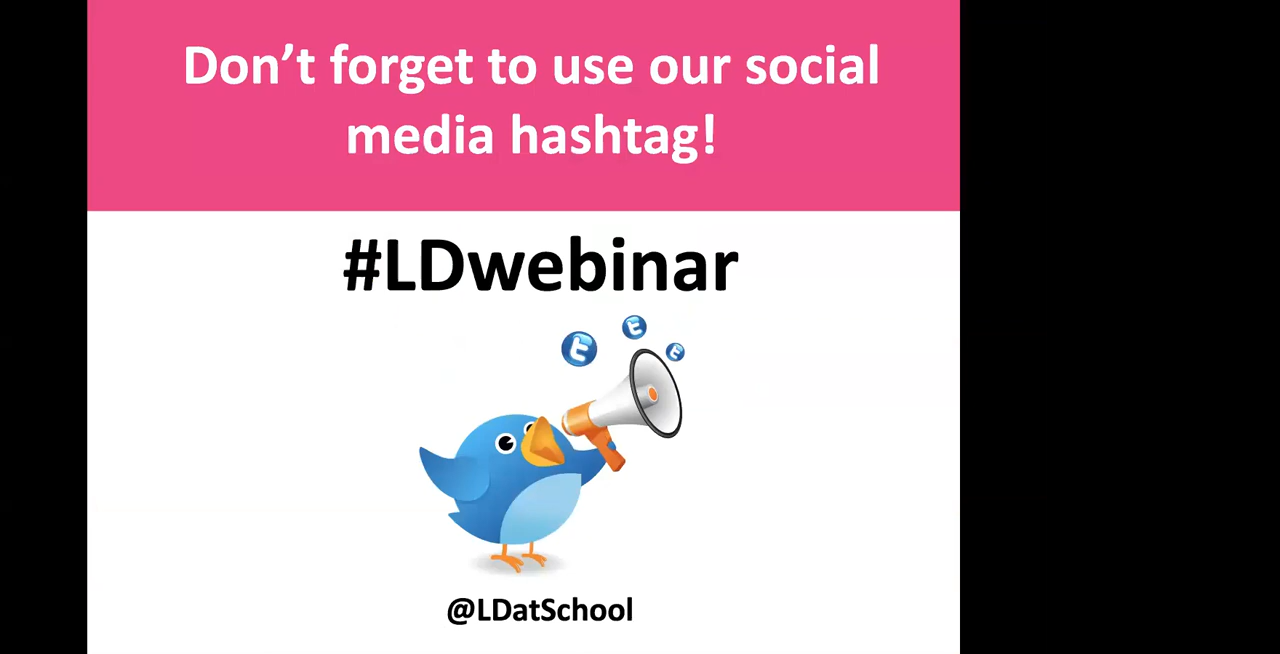 Don’t forget to use our social
media hashtag!
#LDwebinar
t
t
t
@LDatSchool